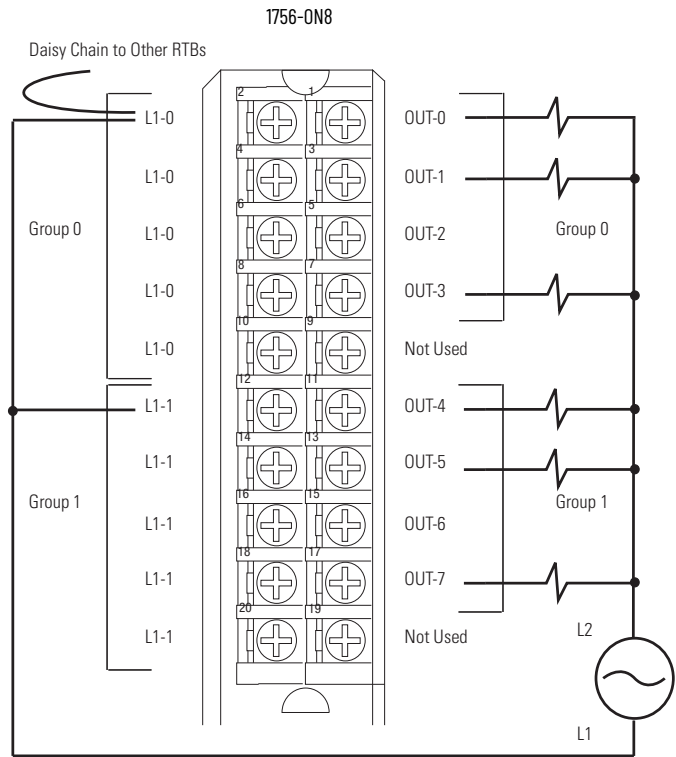 1756-ON8
Daisy Chain to Other RTBs
2 1
L1-0 OUT-0
4 3
L1-0 OUT-1
6 5
Group 0 L1-0 OUT-2 Group 0
8 7
L1-0 OUT-3
10 9
L1-0 Not Used
12 11
L1-1 OUT-4
14 13
L1-1 OUT-5
16 15
Group 1 Group 1
L1-1 OUT-6
18 17
L1-1 OUT-7
20 19
L1-1 Not Used
L2
L1